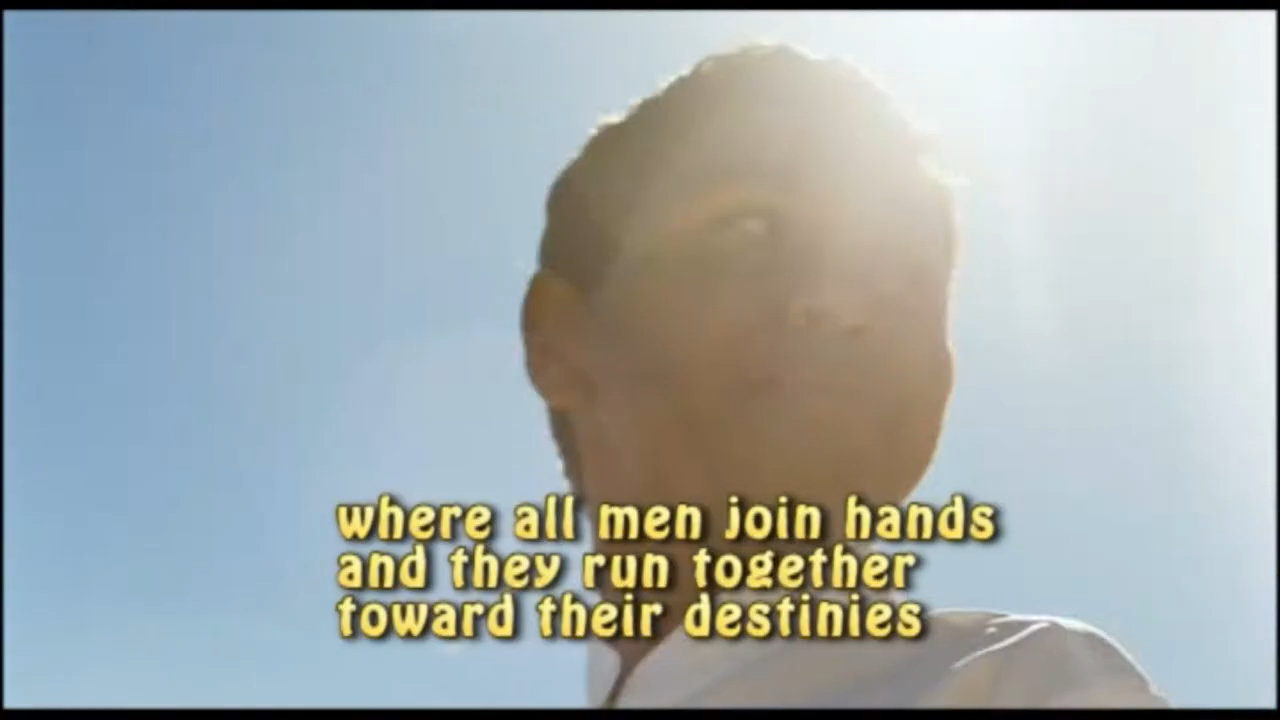 where all men join hands
and they run together
toward their destinies